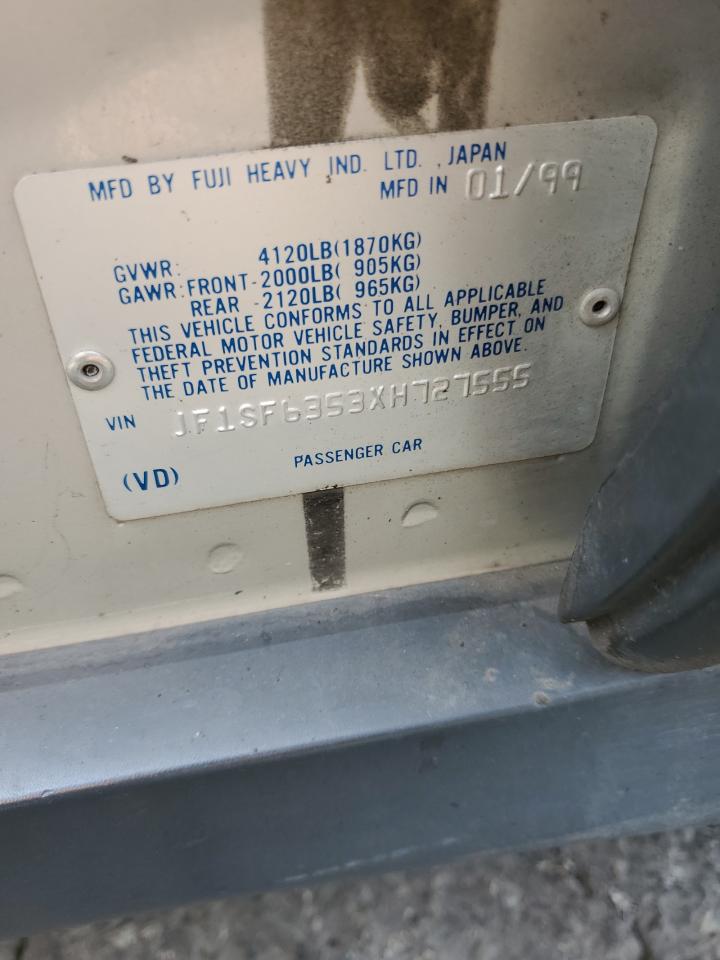 MFD BY FUJI HEAVY IND. LTD., JAPAN
MFD IN 01/99
GVWR: 4120LB(1870KG)
GAWR: FRONT-2000LB( 905KG)
REAR -2120LB( 965KG)
THIS VEHICLE CONFORMS TO ALL APPLICABLE
FEDERAL MOTOR VEHICLE SAFETY, BUMPER, AND
THEFT PREVENTION STANDARDS IN EFFECT ON
THE DATE OF MANUFACTURE SHOWN ABOVE.
VIN JF1SF6353XH727555
(VD) PASSENGER CAR